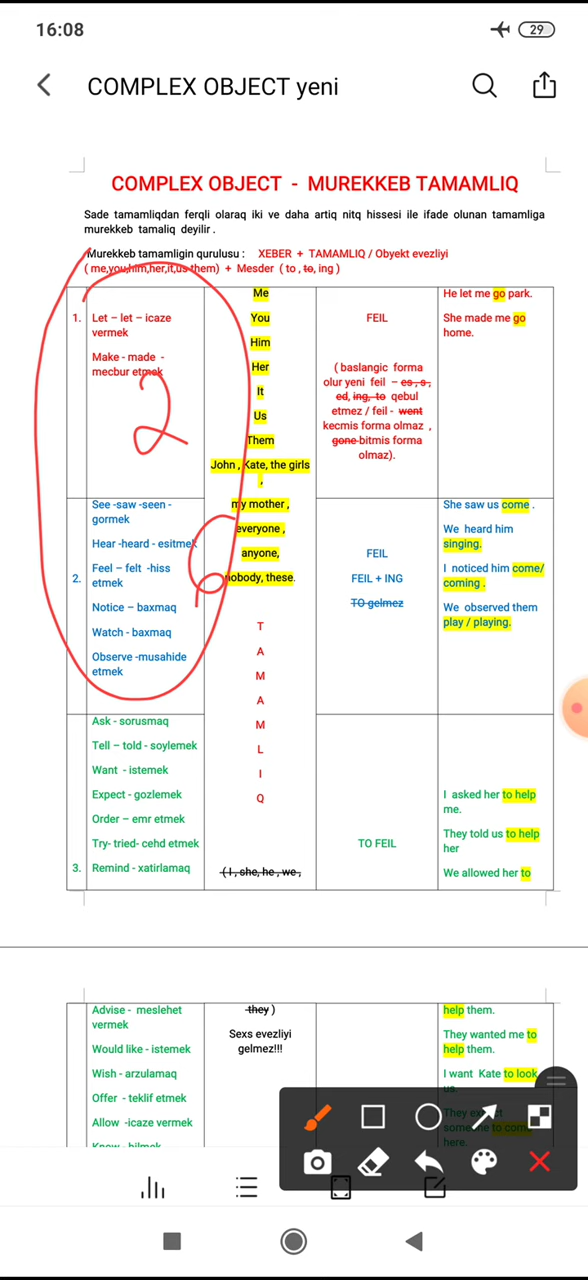 16:08
29
COMPLEX OBJECT yeni
COMPLEX OBJECT - MUREKKEB TAMAMLIQ
Sade tamamliqdan ferqli olaraq iki ve daha artiq nitq hissesi ile ifade olunan tamamliga
murekkeb tamaliq deyilir .
Murekkeb tamamligin qurulusu : XEBER + TAMAMLIQ / Obyekt evezliyi
( me,you,him,her,it,us them) + Mesder ( to , to, ing )
1. Let – let – icaze
vermek
Make - made -
mecbur etmek
Me
You
Him
Her
It
Us
Them
John , Kate, the girls
,
FEIL
( baslangic forma
olur yeni feil – es , s ,
ed, ing, to qebul
etmez / feil - went
kecmis forma olmaz ,
gone bitmis forma
olmaz).
He let me go park.
She made me go
home.
2
See -saw -seen -
gormek
Hear -heard - esitmek
Feel – felt -hiss
2. etmek
Notice – baxmaq
Watch - baxmaq
Observe -musahide
etmek
6
my mother ,
everyone ,
anyone,
nobody, these.
T
A
M
A
M
L
I
Q
FEIL
FEIL + ING
TO gelmez
She saw us come .
We heard him
singing.
I noticed him come/
coming .
We observed them
play / playing.
Ask - sorusmaq
Tell – told - soylemek
Want - istemek
Expect - gozlemek
Order – emr etmek
Try- tried- cehd etmek
3. Remind - xatirlamaq
( I , she, he , we ,
TO FEIL
I asked her to help
me.
They told us to help
her
We allowed her to
Advise - meslehet
vermek
Would like - istemek
Wish - arzulamaq
Offer - teklif etmek
Allow -icaze vermek
Know - bilmek
they )
Sexs evezliyi
gelmez!!!
help them.
They wanted me to
help them.
I want Kate to look
us.
They expect
someone to come
here.